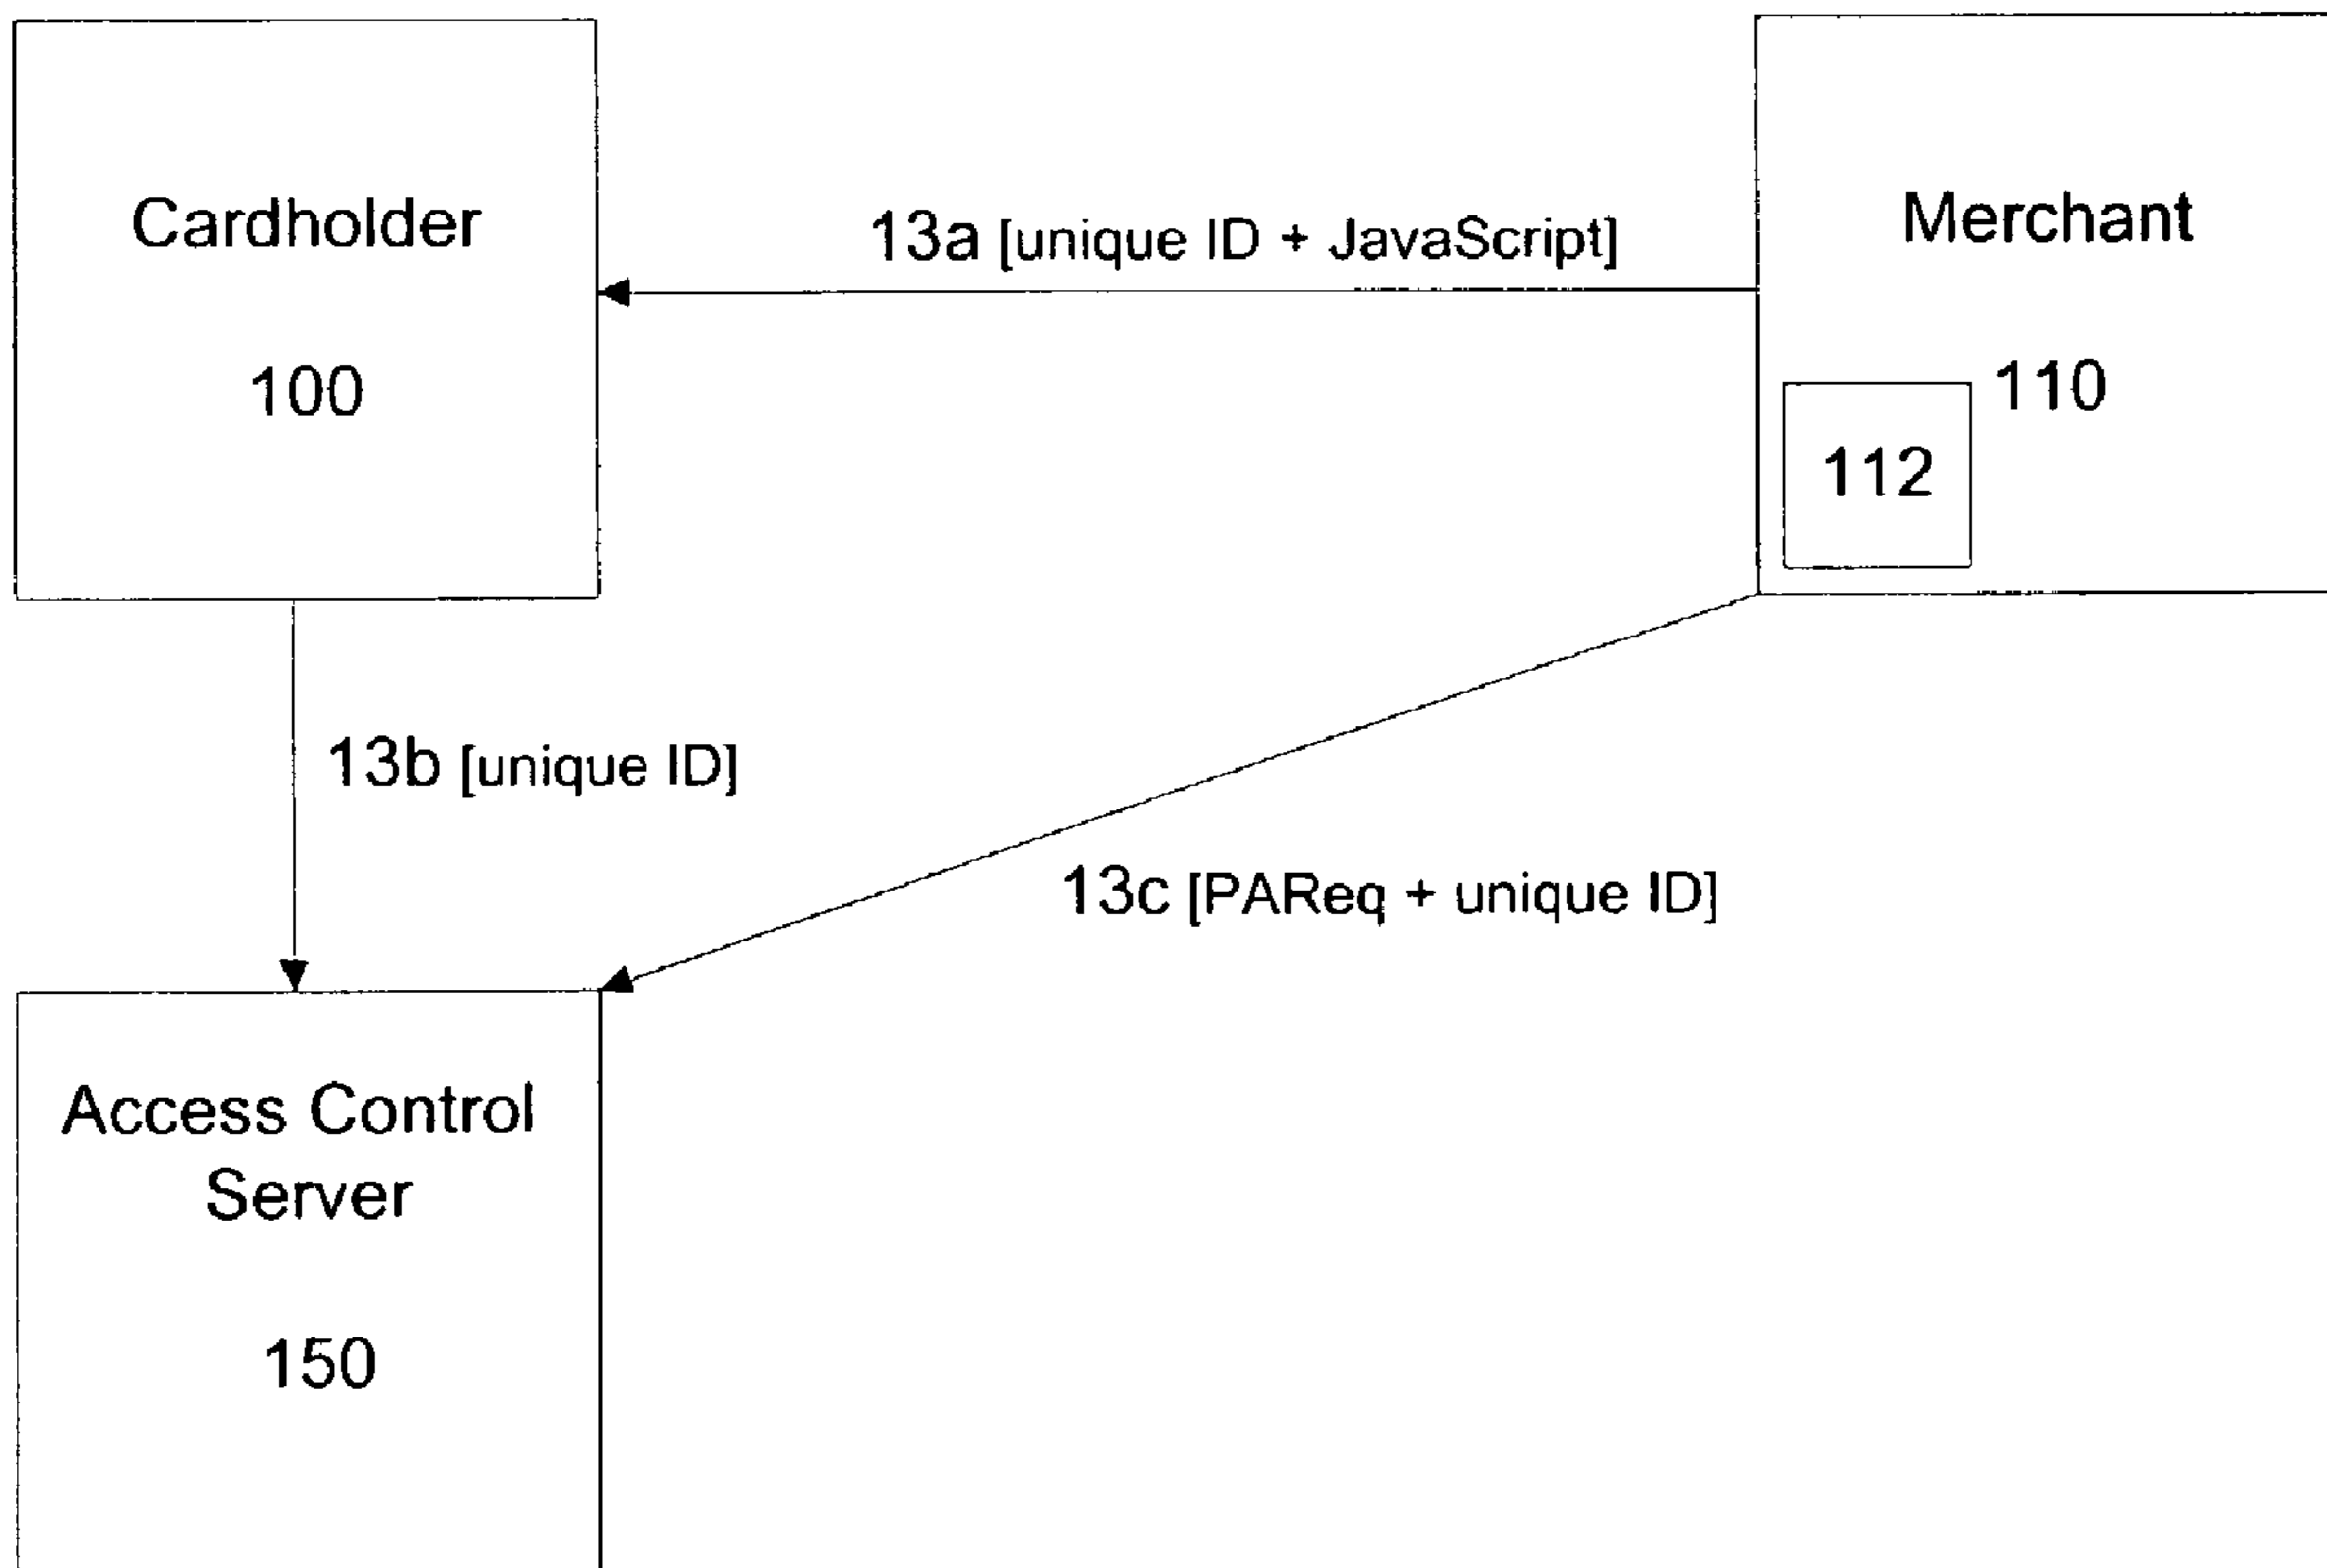 Cardholder
100
13a [unique ID + JavaScript]
Merchant
110
112
13b [unique ID]
13c [PAReq + unique ID]
Access Control
Server
150